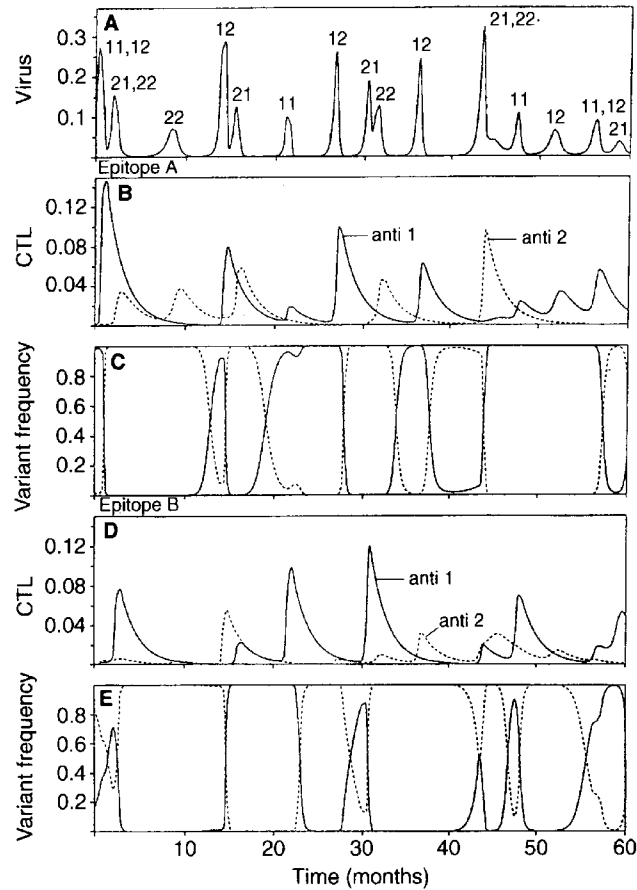 A
Virus
0.3
0.2
0.1
11,12
21,22
22
12
21
11
12
21
22
12
21,22·
11
12
11,12
21
Epitope A
B
CTL
0.12
0.08
0.04
anti 1
anti 2
C
Variant frequency
0.8
0.6
0.4
0.2
Epitope B
D
CTL
0.12
0.08
0.04
anti 1
anti 2
E
Variant frequency
0.8
0.6
0.4
0.2
10 20 30 40 50 60
Time (months)